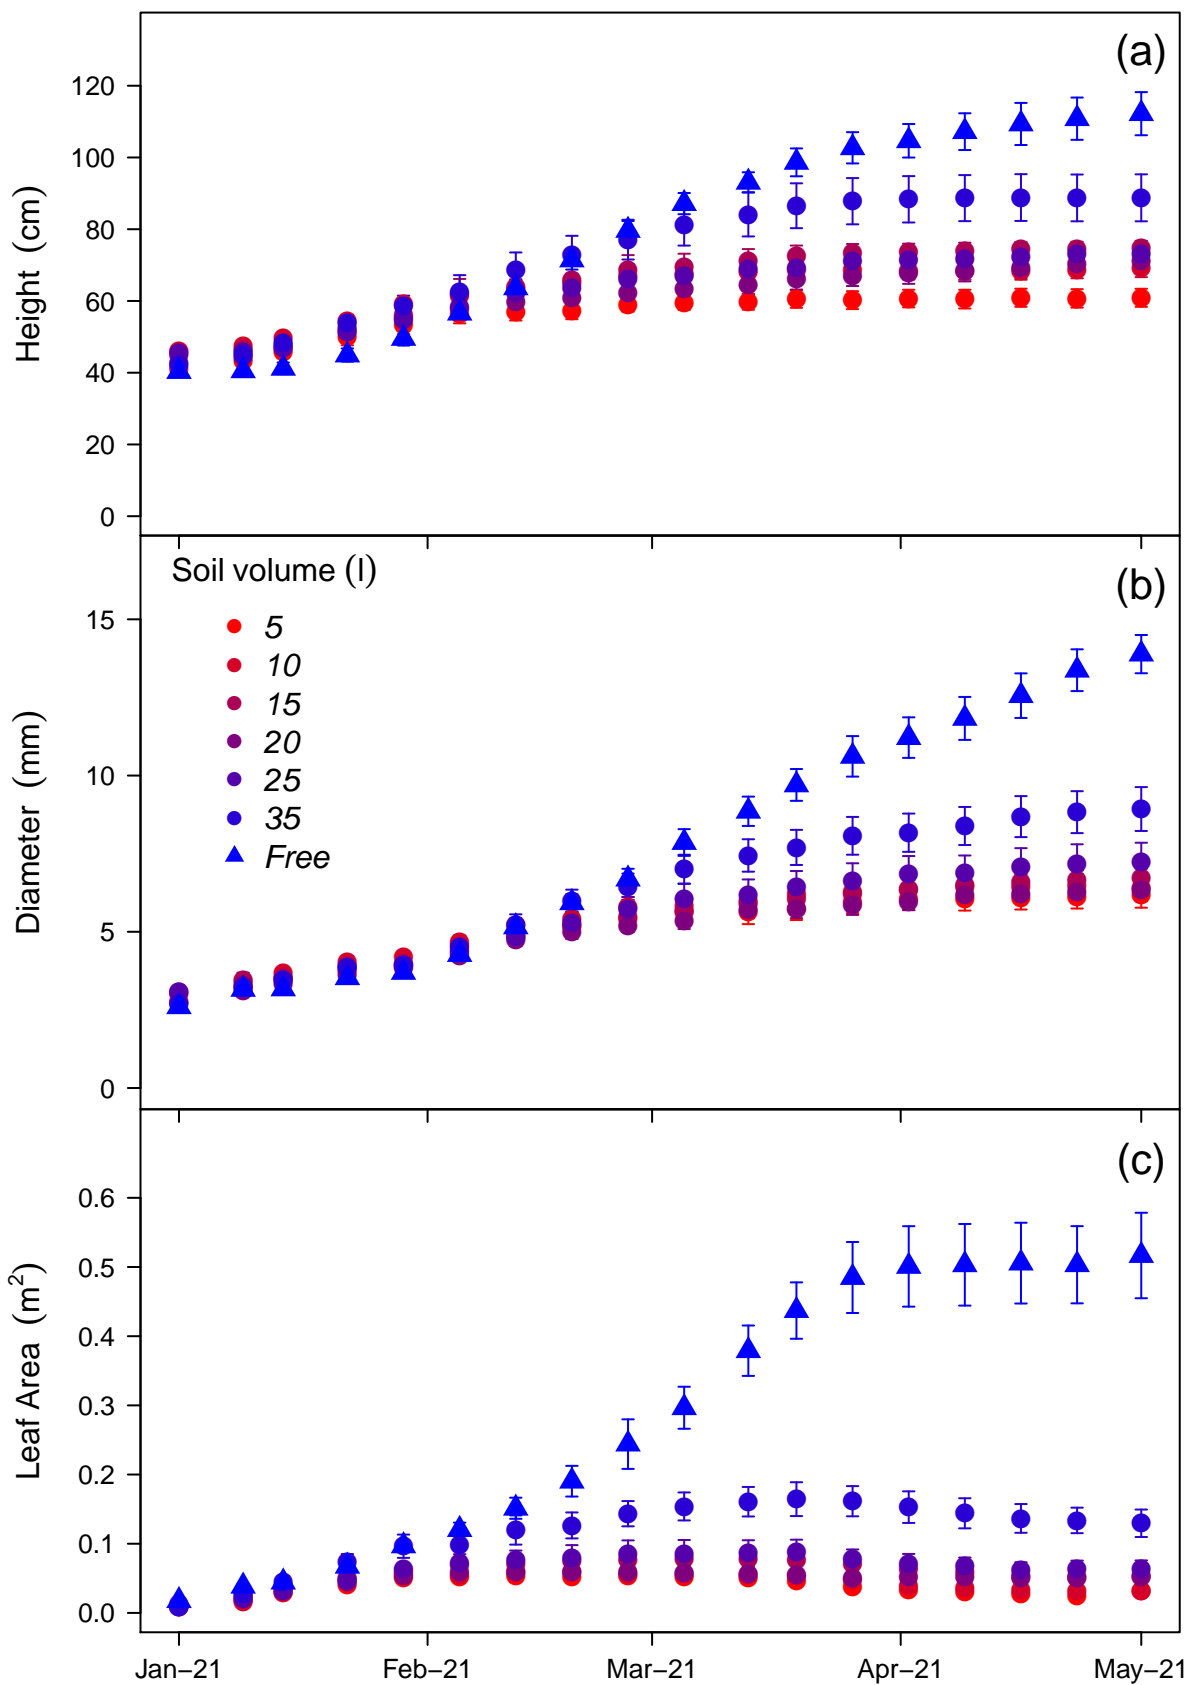 (a)
120
100
80
60
40
20
0
Height (cm)
(b)
Soil volume (l)
5
10
15
20
25
35
Free
15
10
5
0
Diameter (mm)
(c)
0.6
0.5
0.4
0.3
0.2
0.1
0.0
Leaf Area (m²)
Jan−21 Feb−21 Mar−21 Apr−21 May−21